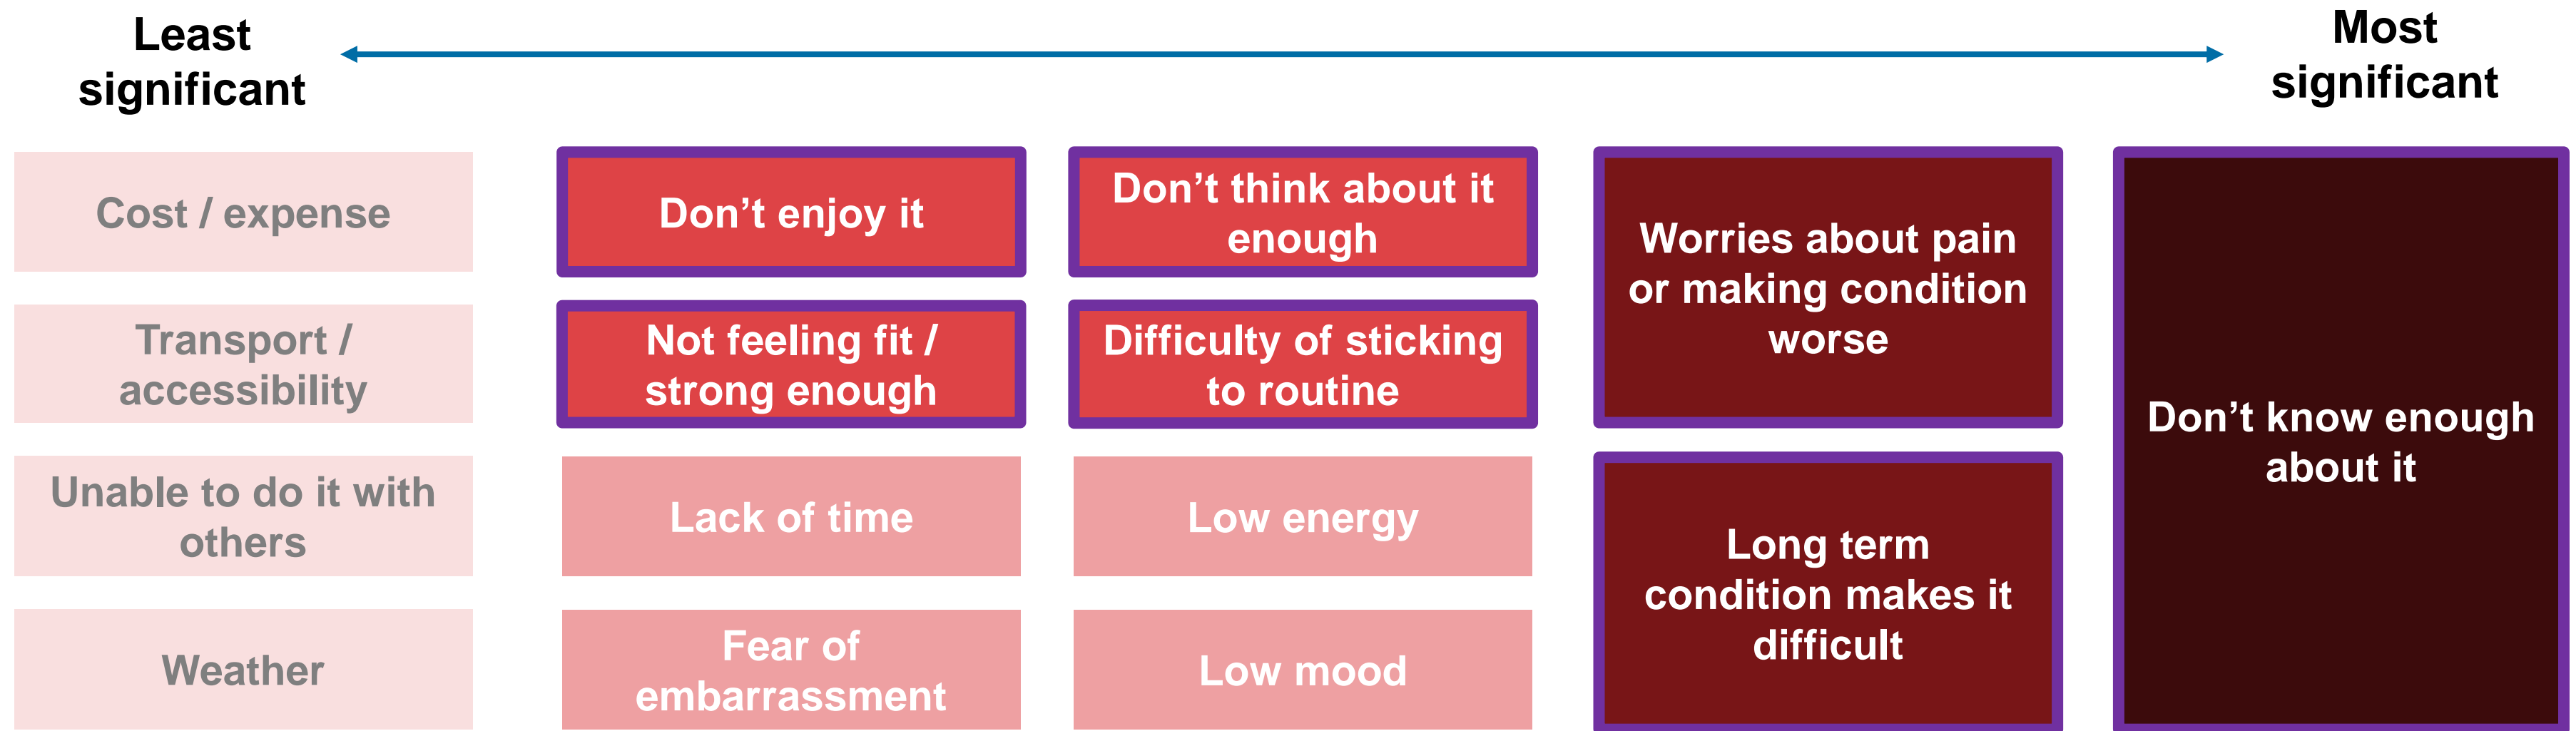 Least
significant
Most
significant
Cost / expense
Transport /
accessibility
Unable to do it with
others
Weather
Don’t enjoy it
Not feeling fit /
strong enough
Lack of time
Fear of
embarrassment
Don’t think about it
enough
Difficulty of sticking
to routine
Low energy
Low mood
Worries about pain
or making condition
worse
Long term
condition makes it
difficult
Don’t know enough
about it